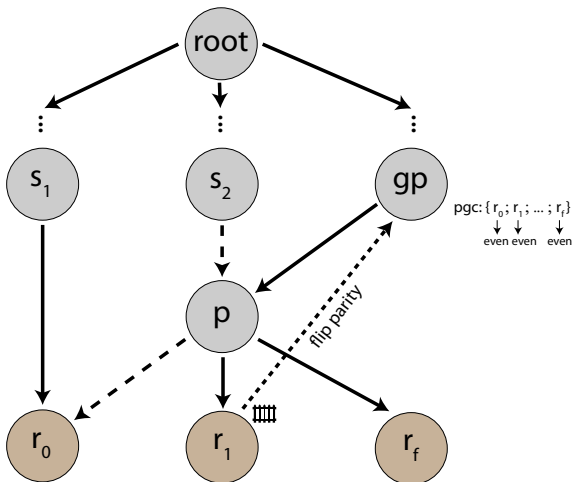 root
s1
s2
gp
pgc: { r0; r1; ... ; rf}
even even even
p
flip parity
r0
r1
rf